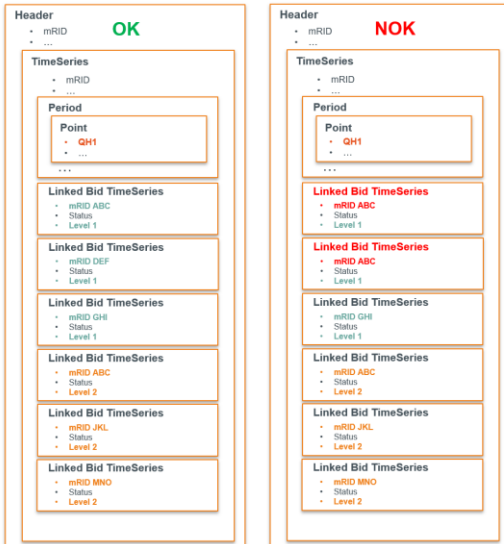 Header
OK
• mRID
• ...
TimeSeries
• mRID
• ...
Period
Point
• QH1
• ...
...
Linked Bid TimeSeries
• mRID ABC
• Status
• Level 1
Linked Bid TimeSeries
• mRID DEF
• Status
• Level 1
Linked Bid TimeSeries
• mRID GHI
• Status
• Level 1
Linked Bid TimeSeries
• mRID ABC
• Status
• Level 2
Linked Bid TimeSeries
• mRID JKL
• Status
• Level 2
Linked Bid TimeSeries
• mRID MNO
• Status
• Level 2
Header
NOK
• mRID
• ...
TimeSeries
• mRID
• ...
Period
Point
• QH1
• ...
...
Linked Bid TimeSeries
• mRID ABC
• Status
• Level 1
Linked Bid TimeSeries
• mRID ABC
• Status
• Level 1
Linked Bid TimeSeries
• mRID GHI
• Status
• Level 1
Linked Bid TimeSeries
• mRID ABC
• Status
• Level 2
Linked Bid TimeSeries
• mRID JKL
• Status
• Level 2
Linked Bid TimeSeries
• mRID MNO
• Status
• Level 2